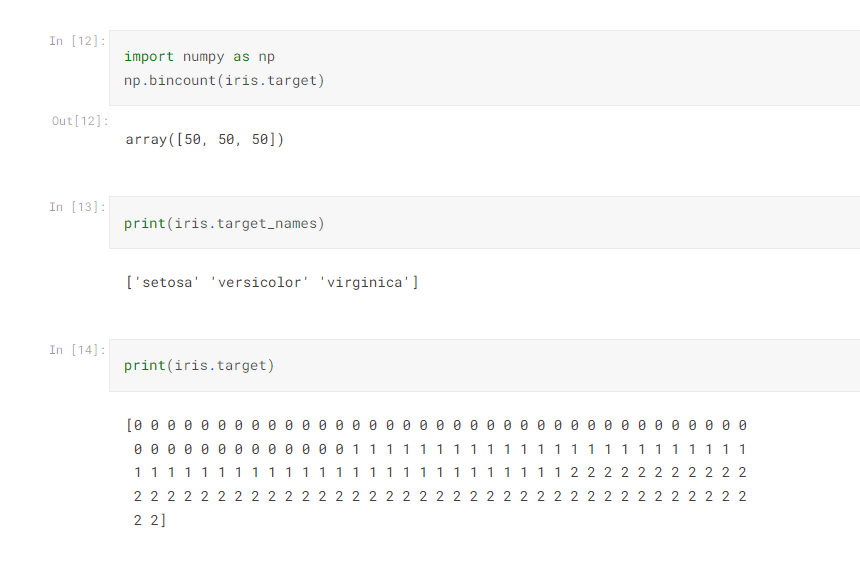 In [12]:
import numpy as np
np.bincount(iris.target)
Out[12]:
array([50, 50, 50])
In [13]:
print(iris.target_names)
['setosa' 'versicolor' 'virginica']
In [14]:
print(iris.target)
[0 0 0 0 0 0 0 0 0 0 0 0 0 0 0 0 0 0 0 0 0 0 0 0 0 0 0 0 0 0 0 0 0 0 0 0 0
0 0 0 0 0 0 0 0 0 0 0 0 0 1 1 1 1 1 1 1 1 1 1 1 1 1 1 1 1 1 1 1 1 1 1 1 1
1 1 1 1 1 1 1 1 1 1 1 1 1 1 1 1 1 1 1 1 1 1 1 1 1 1 2 2 2 2 2 2 2 2 2 2 2
2 2 2 2 2 2 2 2 2 2 2 2 2 2 2 2 2 2 2 2 2 2 2 2 2 2 2 2 2 2 2 2 2 2 2 2 2
2 2]